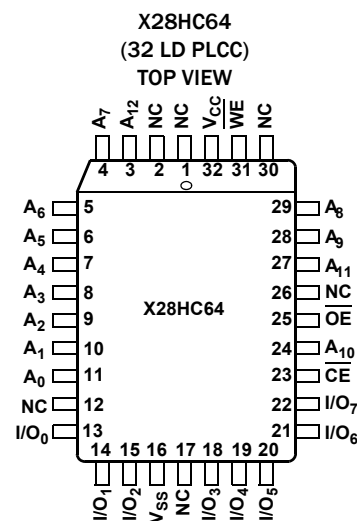 X28HC64
(32 LD PLCC)
TOP VIEW
A7 A12 NC NC VCC W̅E̅ NC
4 3 2 1 32 31 30
A6 5 29 A8
A5 6 28 A9
A4 7 27 A11
A3 8 26 NC
A2 9 X28HC64 25 O̅E̅
A1 10 24 A10
A0 11 23 C̅E̅
NC 12 22 I/O7
I/O0 13 21 I/O6
14 15 16 17 18 19 20
I/O1 I/O2 VSS NC I/O3 I/O4 I/O5